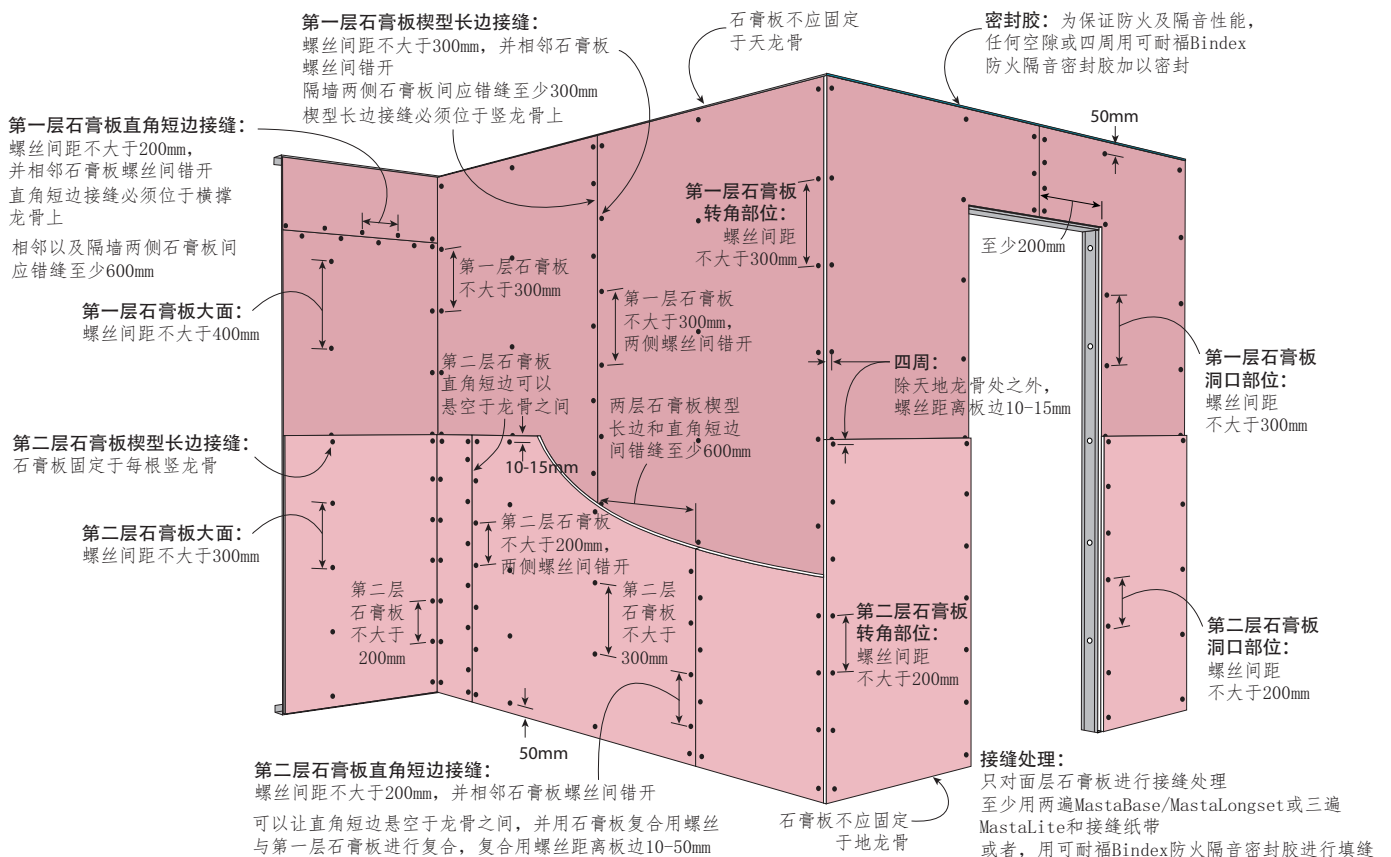 第一层石膏板楔型长边接缝：
螺丝间距不大于300mm，并相邻石膏板
螺丝间错开
隔墙两侧石膏板间应错缝至少300mm
楔型长边接缝必须位于竖龙骨上
石膏板不应固定
于天龙骨
密封胶：为保证防火及隔音性能，
任何空隙或四周用可耐福Bindex
防火隔音密封胶加以密封
50mm
第一层石膏板直角短边接缝：
螺丝间距不大于200mm，
并相邻石膏板螺丝间错开
直角短边接缝必须位于横撑
龙骨上
相邻以及隔墙两侧石膏板间
应错缝至少600mm
第一层石膏板
转角部位：
螺丝间距
不大于300mm
至少200mm
第一层石膏板
不大于300mm
第一层石膏板
不大于300mm，
两侧螺丝间错开
第一层石膏板大面：
螺丝间距不大于400mm
第二层石膏板
直角短边可以
悬空于龙骨之间
四周：
除天地龙骨处之外，
螺丝距离板边10-15mm
第一层石膏板
洞口部位：
螺丝间距
不大于300mm
两层石膏板楔型
长边和直角短边
间错缝至少600mm
第二层石膏板楔型长边接缝：
石膏板固定于每根竖龙骨
10-15mm
第二层石膏板大面：
螺丝间距不大于300mm
第二层石膏板
不大于200mm，
两侧螺丝间错开
第二层
石膏板
不大于
200mm
第二层
石膏板
不大于
300mm
第二层石膏板
转角部位：
螺丝间距
不大于200mm
第二层石膏板
洞口部位：
螺丝间距
不大于200mm
50mm
第二层石膏板直角短边接缝：
螺丝间距不大于200mm，并相邻石膏板螺丝间错开
可以让直角短边悬空于龙骨之间，并用石膏板复合用螺丝
与第一层石膏板进行复合，复合用螺丝距离板边10-50mm
石膏板不应固定
于地龙骨
接缝处理：
只对面层石膏板进行接缝处理
至少用两遍MastaBase/MastaLongset或三遍
MastaLite和接缝纸带
或者，用可耐福Bindex防火隔音密封胶进行填缝